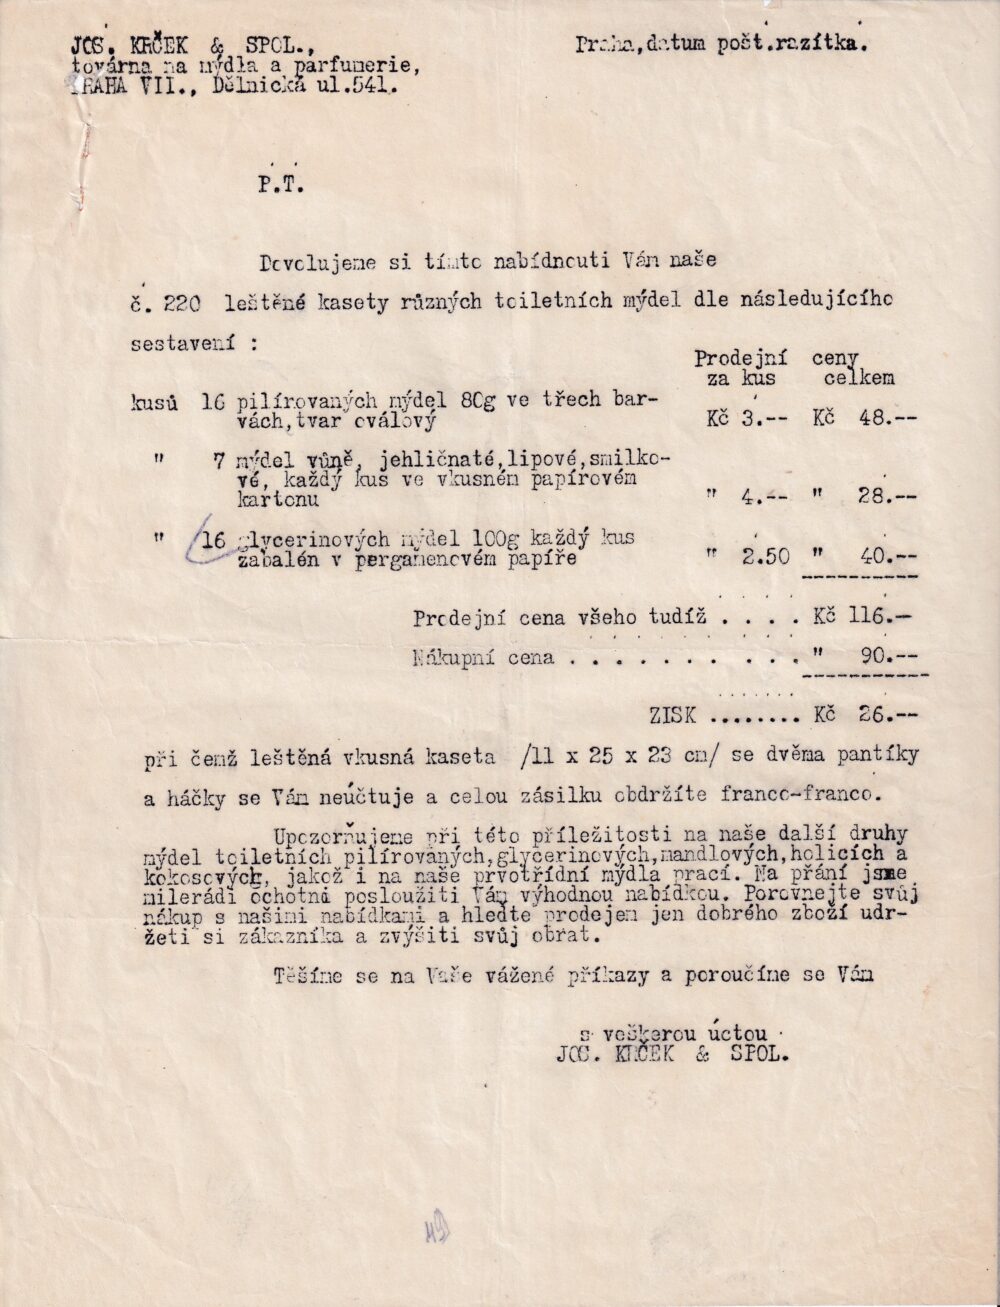 JOS. KRČEK & SPOL.,
továrna na mýdla a parfumerie,
PRAHA VII., Dělnická ul.541.
Praha,datum pošt.razítka.
P.T.
Dovolujeme si tímto nabídnouti Vám naše
č. 220 leštěné kasety různých toiletních mýdel dle následujícího
sestavení :
Prodejní ceny
za kus celkem
kusů 16 pilírovaných mýdel 80g ve třech bar-
vách,tvar oválový Kč 3.-- Kč 48.--
" 7 mýdel vůně, jehličnaté,lipové,smilko-
vé, každý kus ve vkusném papírovém
kartonu " 4.-- " 28.--
" 16 glycerinových mýdel 100g každý kus
zabalén v pergamenovém papíře " 2.50 " 40.--
Prodejní cena všeho tudíž . . . . Kč 116.--
Nákupní cena . . . . . . . . . . " 90.--
ZISK ........ Kč 26.--
při čemž leštěná vkusná kaseta /11 x 25 x 23 cm/ se dvěma pantíky
a háčky se Vám neúčtuje a celou zásilku obdržíte franco-franco.
Upozorňujeme při této příležitosti na naše další druhy
mýdel toiletních pilírovaných,glycerinových,mandlových,holicích a
kokosových, jakož i na naše prvotřídní mýdla prací. Na přání jsme
milerádi ochotni posloužiti Vám výhodnou nabídkou. Porovnejte svůj
nákup s našimi nabídkami a hleďte prodejem jen dobrého zboží udr-
žeti si zákazníka a zvýšiti svůj obrat.
Těšíme se na Vaše vážené příkazy a poroučíme se Vám
s veškerou úctou
JOS. KRČEK & SPOL.